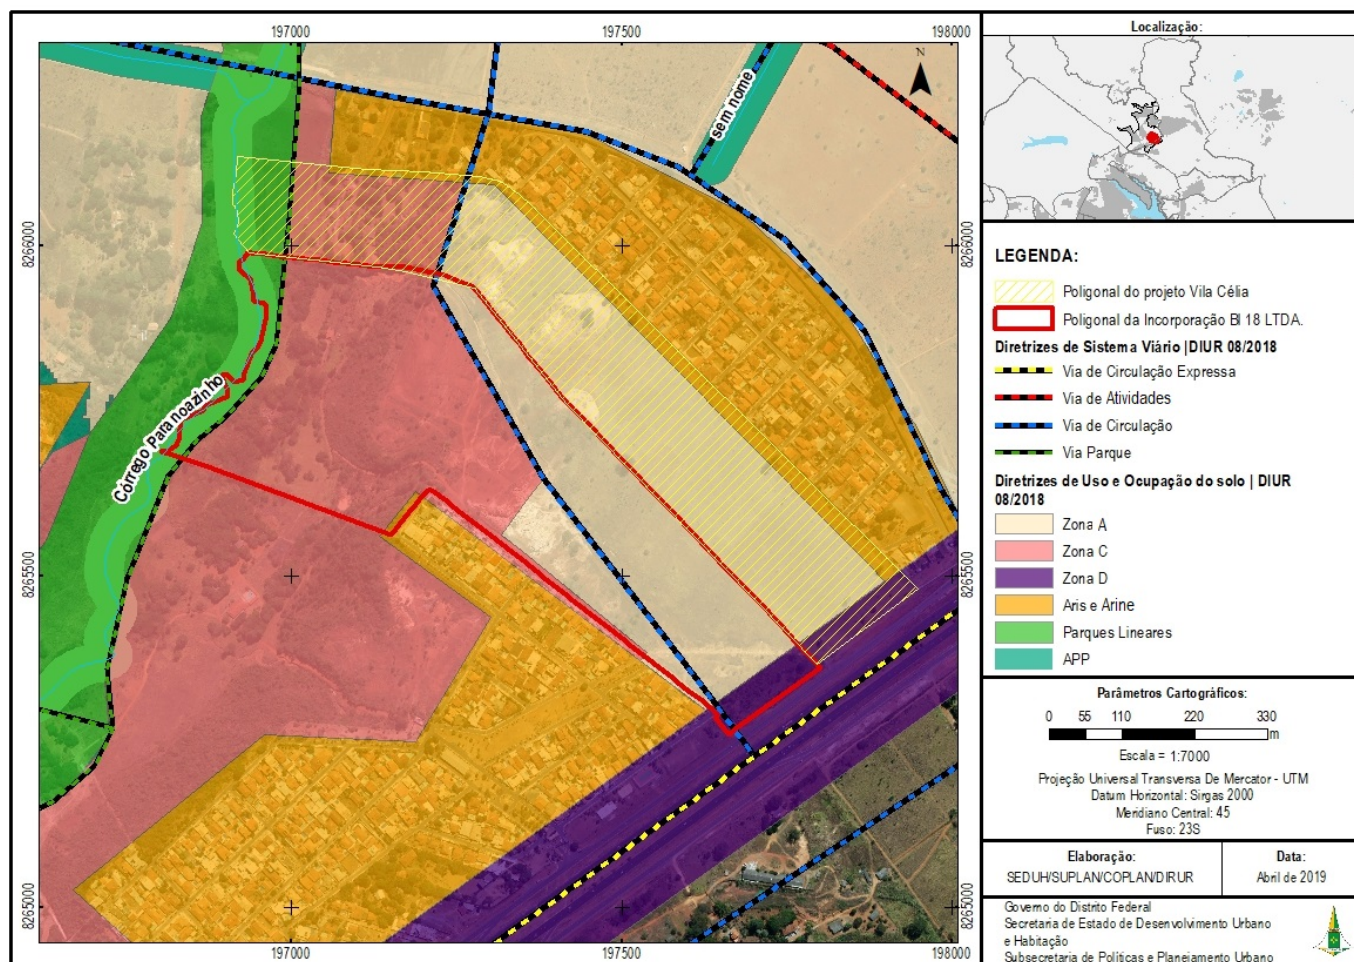 197000
197500
198000
8266000
8265500
8265000
8266000
8265500
8265000
197000
197500
198000
N
sem nome
Córrego Paranoazinho
Localização:
LEGENDA:
Poligonal do projeto Vila Célia
Poligonal da Incorporação BI 18 LTDA.
Diretrizes de Sistema Viário |DIUR 08/2018
Via de Circulação Expressa
Via de Atividades
Via de Circulação
Via Parque
Diretrizes de Uso e Ocupação do solo | DIUR
08/2018
Zona A
Zona C
Zona D
Aris e Arine
Parques Lineares
APP
Parâmetros Cartográficos:
0 55 110 220 330
m
Escala = 1:7000
Projeção Universal Transversa De Mercator - UTM
Datum Horizontal: Sirgas 2000
Meridiano Central: 45
Fuso: 23S
Elaboração:
SEDUH/SUPLAN/COPLAN/DIRUR
Data:
Abril de 2019
Governo do Distrito Federal
Secretaria de Estado de Desenvolvimento Urbano
e Habitação
Subsecretaria de Políticas e Planejamento Urbano